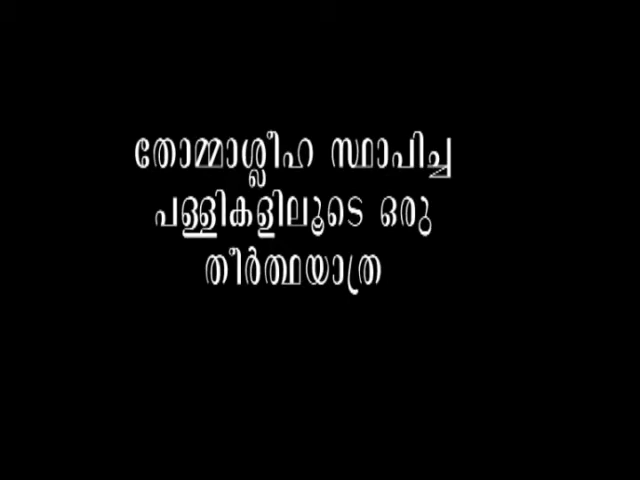 തോമ്മാശ്ലീഹ സ്ഥാപിച്ച
പള്ളികളിലൂടെ ഒരു
തീർത്ഥയാത്ര